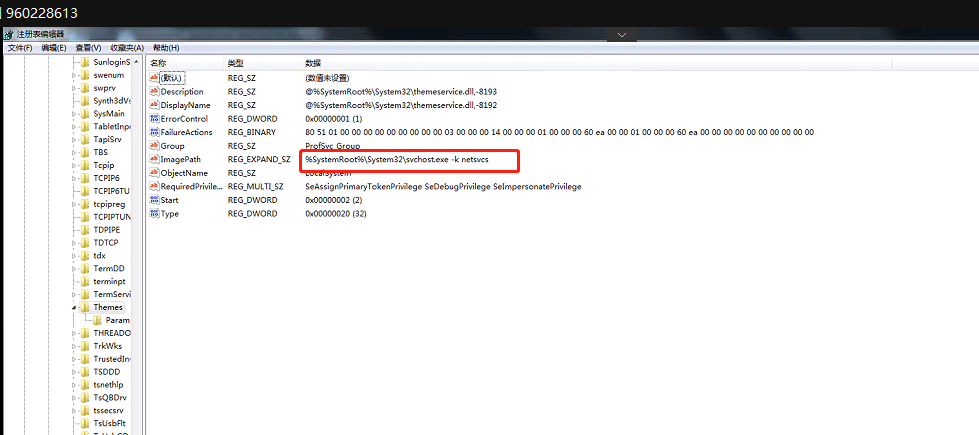 960228613
注册表编辑器
文件(F) 编辑(E) 查看(V) 收藏夹(A) 帮助(H)
SunloginS
swenum
swprv
Synth3dVs
SysMain
TabletInpu
TapiSrv
TBS
Tcpip
TCPIP6
TCPIP6TU
tcpipreg
TCPIPTUN
TDPIPE
TDTCP
tdx
TermDD
terminpt
TermServi
Themes
Param
THREADO
TrkWks
TrustedIns
TSDDD
tsnethlp
TsQBDrv
tssecsrv
TsUsbFlt
名称 类型 数据
(默认) REG_SZ (数值未设置)
Description REG_SZ @%SystemRoot%\System32\themeservice.dll,-8193
DisplayName REG_SZ @%SystemRoot%\System32\themeservice.dll,-8192
ErrorControl REG_DWORD 0x00000001 (1)
FailureActions REG_BINARY 80 51 01 00 00 00 00 00 00 00 00 00 03 00 00 00 14 00 00 00 01 00 00 00 60 ea 00 00 01 00 00 00 60 ea 00 00 00 00 00 00 00 00 00 00
Group REG_SZ ProfSvc_Group
ImagePath REG_EXPAND_SZ %SystemRoot%\System32\svchost.exe -k netsvcs
ObjectName REG_SZ LocalSystem
RequiredPrivile... REG_MULTI_SZ SeAssignPrimaryTokenPrivilege SeDebugPrivilege SeImpersonatePrivilege
Start REG_DWORD 0x00000002 (2)
Type REG_DWORD 0x00000020 (32)